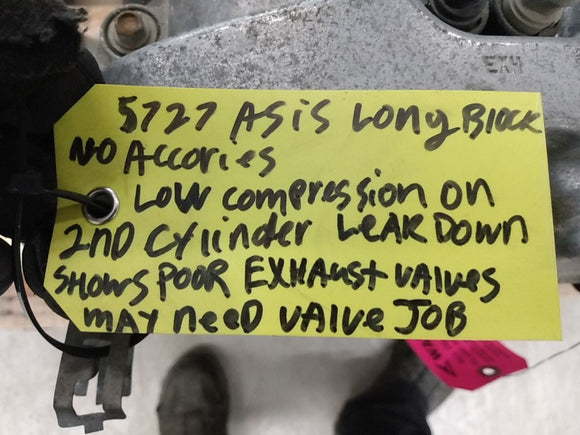 EXH
5727 ASis Long Block
NO Accories
LOW compression on
2ND Cylinder LEAK DOWN
SHOWS POOR EXHAust VALVES
MAY neeD VALVE JOB